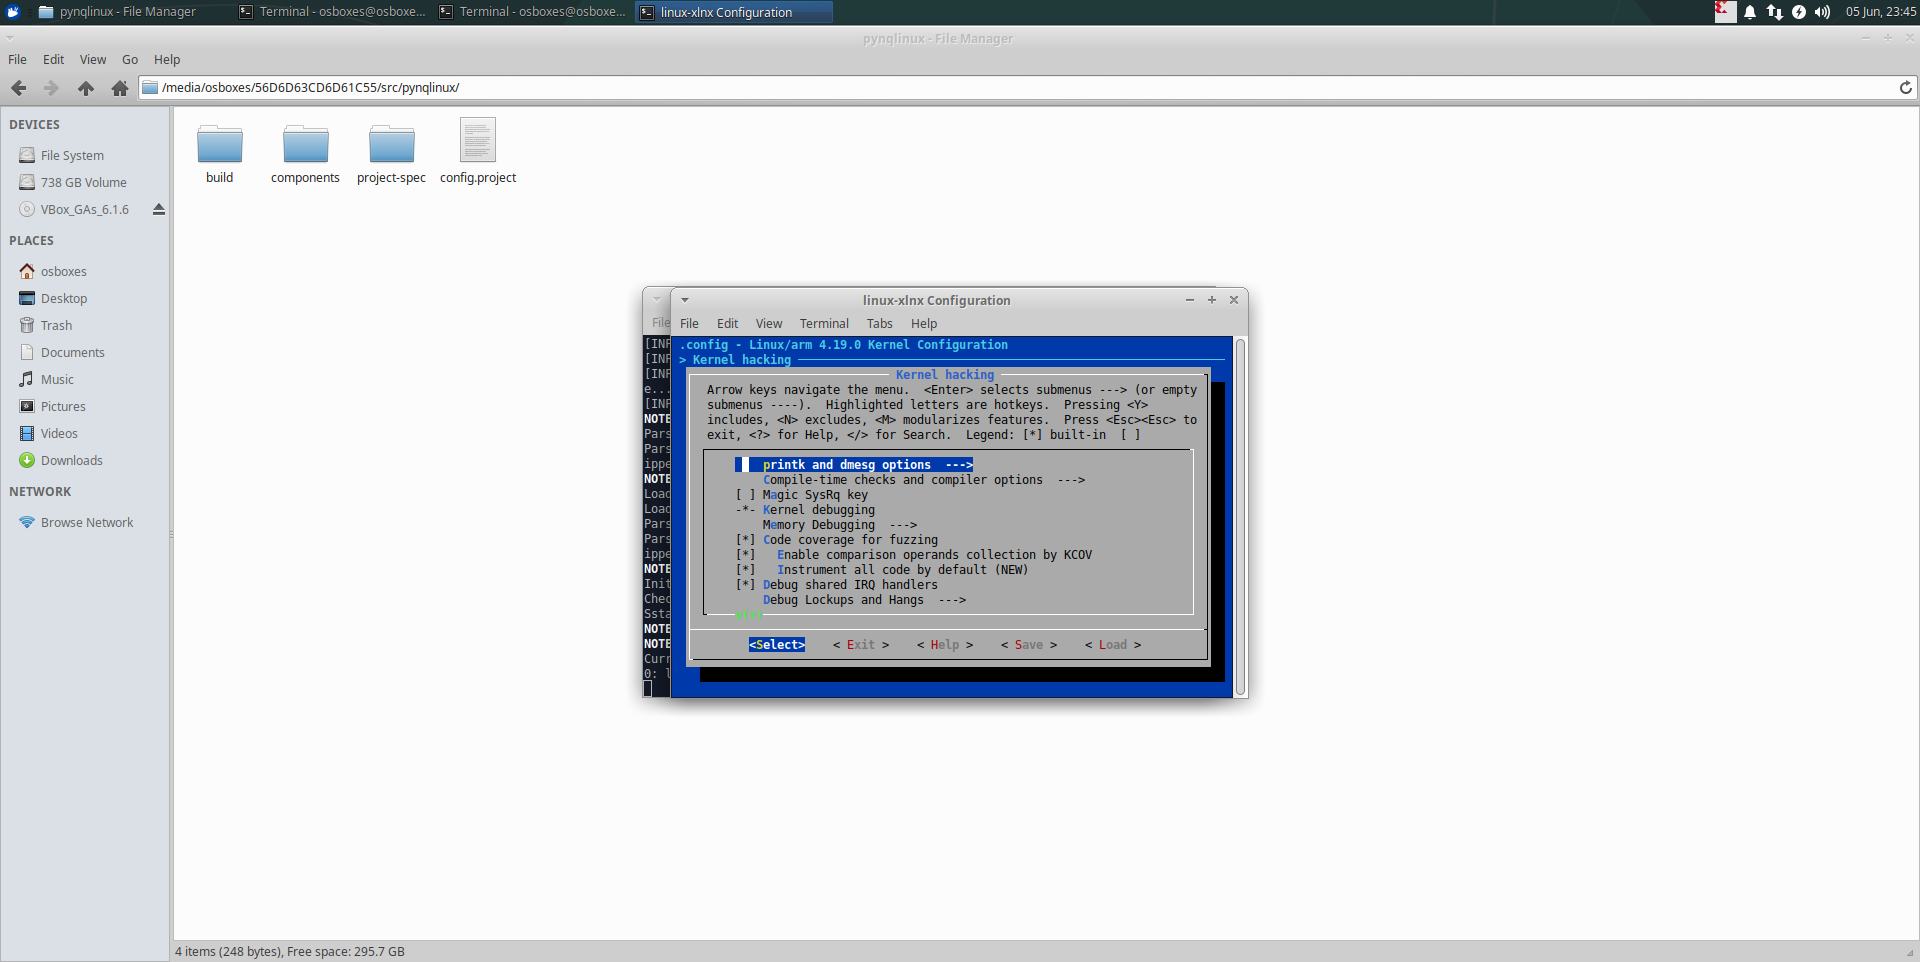 pynqlinux - File Manager
Terminal - osboxes@osboxe...
Terminal - osboxes@osboxe...
linux-xlnx Configuration
05 Jun, 23:45
pynqlinux - File Manager
File Edit View Go Help
/media/osboxes/56D6D63CD6D61C55/src/pynqlinux/
DEVICES
File System
738 GB Volume
VBox_GAs_6.1.6
PLACES
osboxes
Desktop
Trash
Documents
Music
Pictures
Videos
Downloads
NETWORK
Browse Network
build
components
project-spec
config.project
File
[INF
[INF
[INF
e...
[INF
NOTE
Pars
Pars
ippe
NOTE
Load
Load
Pars
Pars
ippe
NOTE
Init
Chec
Ssta
NOTE
NOTE
Curr
0: l
linux-xlnx Configuration
File Edit View Terminal Tabs Help
.config - Linux/arm 4.19.0 Kernel Configuration
> Kernel hacking
Kernel hacking
Arrow keys navigate the menu.  <Enter> selects submenus ---> (or empty
submenus ----).  Highlighted letters are hotkeys.  Pressing <Y>
includes, <N> excludes, <M> modularizes features.  Press <Esc><Esc> to
exit, <?> for Help, </> for Search.  Legend: [*] built-in  [ ]
printk and dmesg options  --->
Compile-time checks and compiler options  --->
[ ] Magic SysRq key
-*- Kernel debugging
Memory Debugging  --->
[*] Code coverage for fuzzing
[*]   Enable comparison operands collection by KCOV
[*]   Instrument all code by default (NEW)
[*] Debug shared IRQ handlers
Debug Lockups and Hangs  --->
v(+)
<Select>    < Exit >    < Help >    < Save >    < Load >
4 items (248 bytes), Free space: 295.7 GB